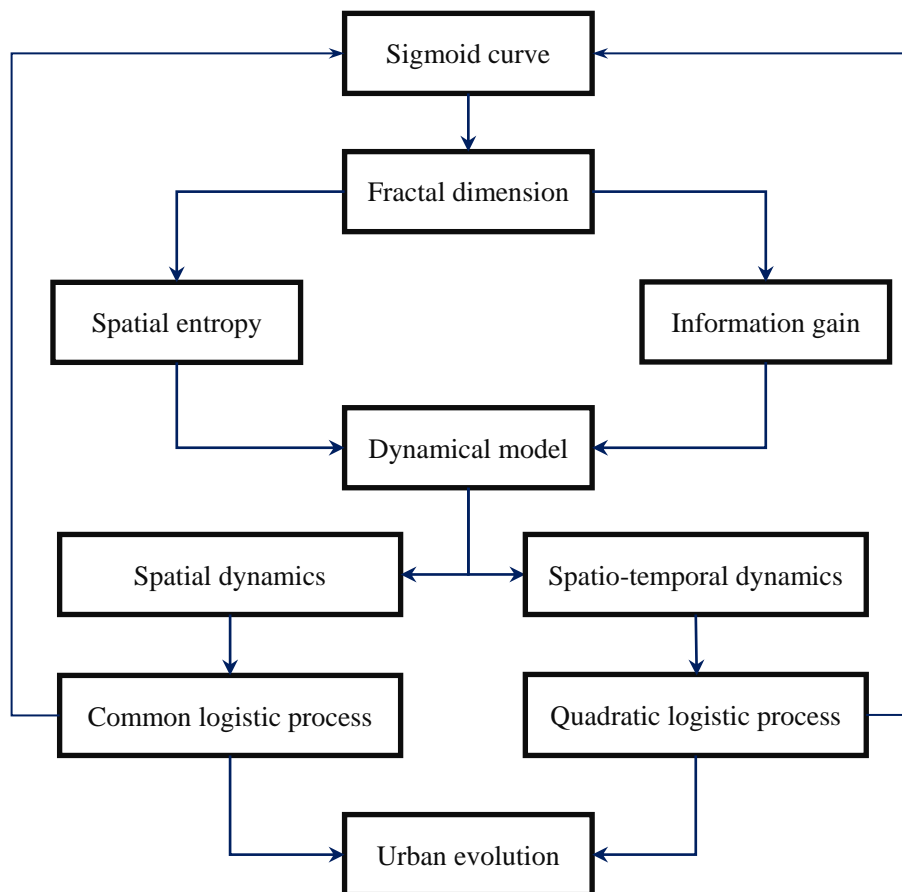 Sigmoid curve
Fractal dimension
Spatial entropy
Information gain
Dynamical model
Spatial dynamics
Spatio-temporal dynamics
Common logistic process
Quadratic logistic process
Urban evolution